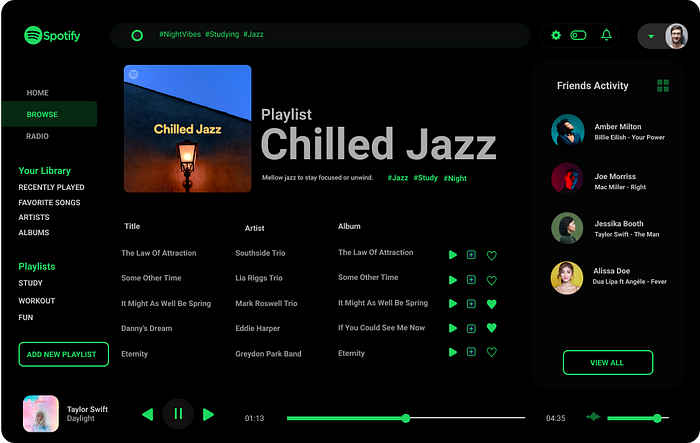 Spotify
#NightVibes #Studying #Jazz
HOME
BROWSE
RADIO
Your Library
RECENTLY PLAYED
FAVORITE SONGS
ARTISTS
ALBUMS
Playlists
STUDY
WORKOUT
FUN
ADD NEW PLAYLIST
Chilled Jazz
Playlist
Chilled Jazz
Mellow jazz to stay focused or unwind. #Jazz #Study #Night
Title Artist Album
The Law Of Attraction Southside Trio The Law Of Attraction
Some Other Time Lia Riggs Trio Some Other Time
It Might As Well Be Spring Mark Roswell Trio It Might As Well Be Spring
Danny's Dream Eddie Harper If You Could See Me Now
Eternity Greydon Park Band Eternity
Friends Activity
Amber Milton
Billie Eilish - Your Power
Joe Morriss
Mac Miller - Right
Jessika Booth
Taylor Swift - The Man
Alissa Doe
Dua Lipa ft Angéle - Fever
VIEW ALL
Taylor Swift
Daylight
01:13
04:35